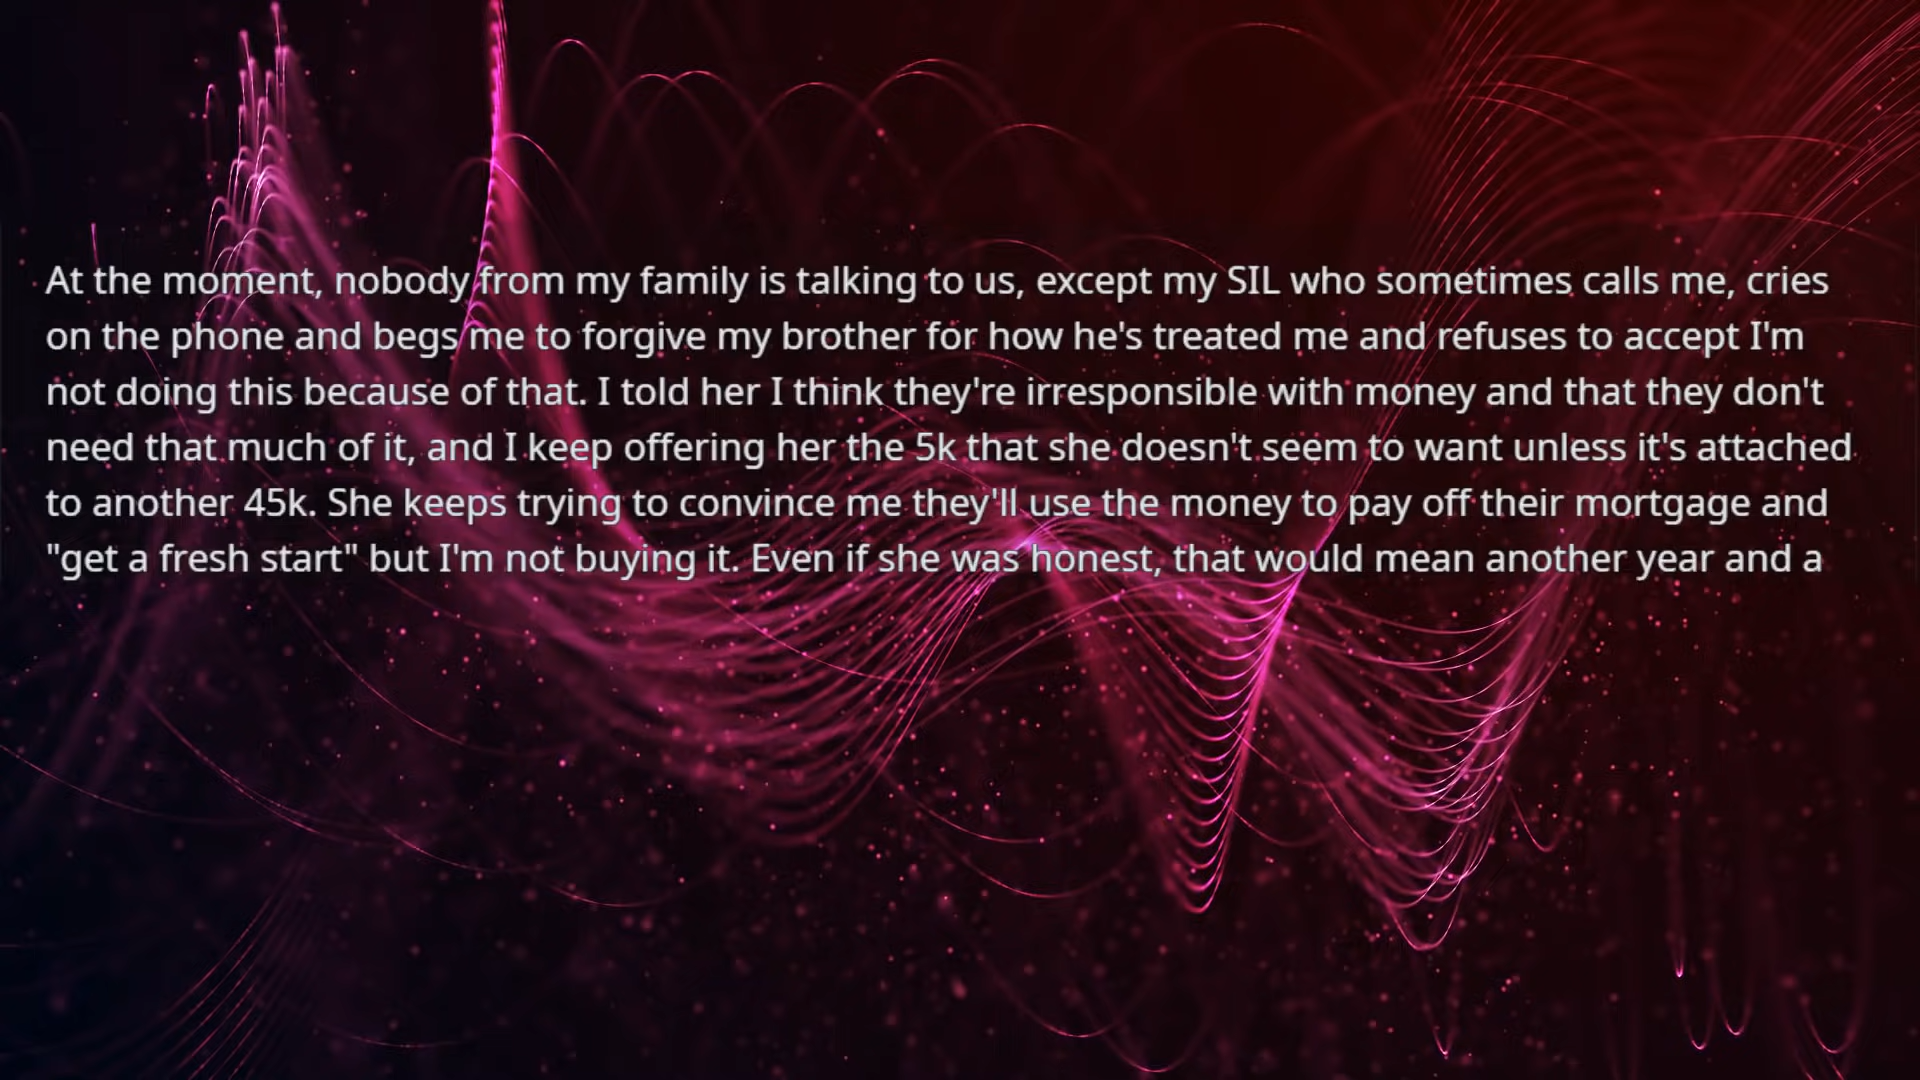 At the moment, nobody from my family is talking to us, except my SIL who sometimes calls me, cries
on the phone and begs me to forgive my brother for how he's treated me and refuses to accept I'm
not doing this because of that. I told her I think they're irresponsible with money and that they don't
need that much of it, and I keep offering her the 5k that she doesn't seem to want unless it's attached
to another 45k. She keeps trying to convince me they'll use the money to pay off their mortgage and
"get a fresh start" but I'm not buying it. Even if she was honest, that would mean another year and a